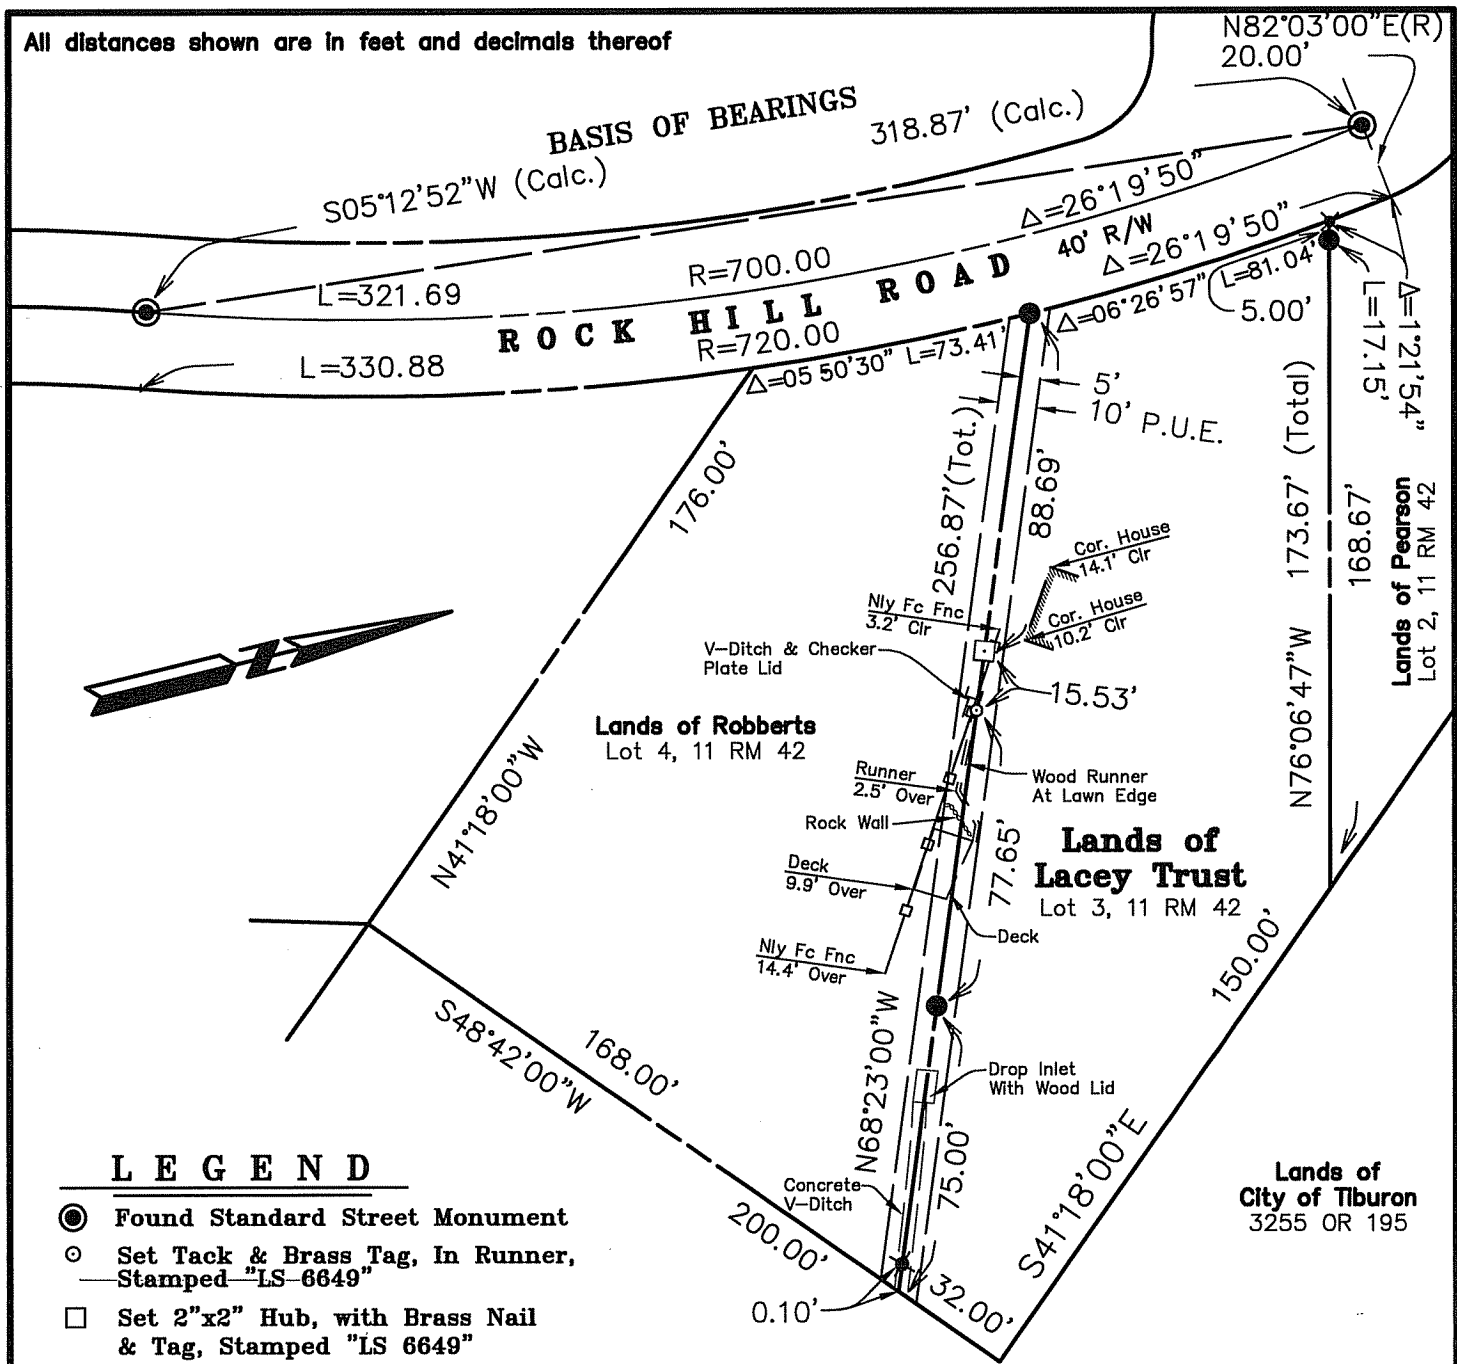 All distances shown are in feet and decimals thereof
N82°03'00"E(R)
20.00'
BASIS OF BEARINGS
318.87' (Calc.)
S05°12'52"W (Calc.)
Δ=26°19'50"
40' R/W
Δ=26°19'50"
R=700.00
L=321.69
ROCK HILL ROAD
R=720.00
L=330.88
Δ=05 50'30" L=73.41'
Δ=06°26'57" L=81.04'
5.00'
Δ=1°21'54"
L=17.15'
5'
10' P.U.E.
176.00'
256.87'(Tot.)
88.69'
173.67' (Total)
168.67'
N76°06'47"W
Lands of Pearson
Lot 2, 11 RM 42
Cor. House
14.1' Clr
Nly Fc Fnc
3.2' Clr
Cor. House
10.2' Clr
V-Ditch & Checker
Plate Lid
15.53'
Lands of Robberts
Lot 4, 11 RM 42
N41°18'00"W
Runner
2.5' Over
Wood Runner
At Lawn Edge
Rock Wall
77.65'
Lands of
Lacey Trust
Lot 3, 11 RM 42
Deck
9.9' Over
Deck
Nly Fc Fnc
14.4' Over
150.00'
S48°42'00"W
168.00'
N68°23'00"W
Drop Inlet
With Wood Lid
75.00'
S41°18'00"E
Concrete
V-Ditch
200.00'
0.10'
32.00'
Lands of
City of Tiburon
3255 OR 195
LEGEND
Found Standard Street Monument
Set Tack & Brass Tag, In Runner,
Stamped "LS 6649"
Set 2"x2" Hub, with Brass Nail
& Tag, Stamped "LS 6649"